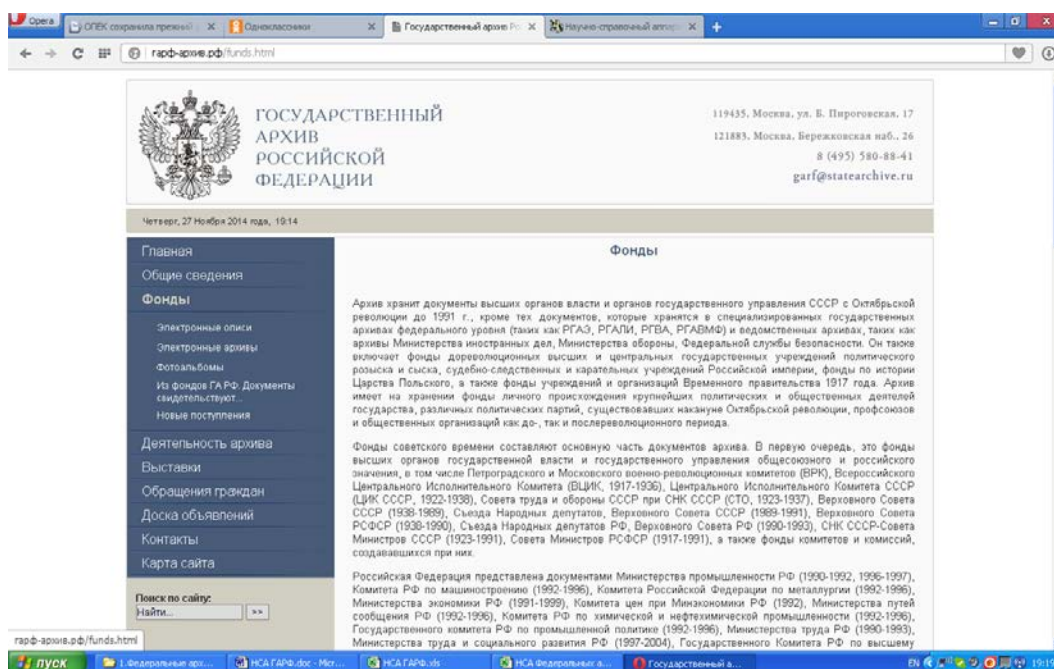 Opera
ОПЕК сохранила прежний
Одноклассники
Государственный архив Ро
Научно-справочный аппар
гарф-архив.рф/funds.html
ГОСУДАРСТВЕННЫЙ
АРХИВ
РОССИЙСКОЙ
ФЕДЕРАЦИИ
119435, Москва, ул. Б. Пироговская, 17
121883, Москва, Бережковская наб., 26
8 (495) 580-88-41
garf@statearchive.ru
Четверг, 27 Ноября 2014 года, 19:14
Главная
Общие сведения
Фонды
Электронные описи
Электронные архивы
Фотоальбомы
Из фондов ГА РФ. Документы
свидетельствуют...
Новые поступления
Деятельность архива
Выставки
Обращения граждан
Доска объявлений
Контакты
Карта сайта
Поиск по сайту:
Найти...
>>
Фонды
Архив хранит документы высших органов власти и органов государственного управления СССР с Октябрьской
революции до 1991 г., кроме тех документов, которые хранятся в специализированных государственных
архивах федерального уровня (таких как РГАЭ, РГАЛИ, РГВА, РГАВМФ) и ведомственных архивах, таких как
архивы Министерства иностранных дел, Министерства обороны, Федеральной службы безопасности. Он также
включает фонды дореволюционных высших и центральных государственных учреждений политического
розыска и сыска, судебно-следственных и карательных учреждений Российской империи, фонды по истории
Царства Польского, а также фонды учреждений и организаций Временного правительства 1917 года. Архив
имеет на хранении фонды личного происхождения крупнейших политических и общественных деятелей
государства, различных политических партий, существовавших накануне Октябрьской революции, профсоюзов
и общественных организаций как до-, так и послереволюционного периода.
Фонды советского времени составляют основную часть документов архива. В первую очередь, это фонды
высших органов государственной власти и государственного управления общесоюзного и российского
значения, в том числе Петроградского и Московского военно-революционных комитетов (ВРК), Всероссийского
Центрального Исполнительного Комитета (ВЦИК, 1917-1936), Центрального Исполнительного Комитета СССР
(ЦИК СССР, 1922-1938), Совета труда и обороны СССР при СНК СССР (СТО, 1923-1937), Верховного Совета
СССР (1938-1989), Съезда Народных депутатов, Верховного Совета СССР (1989-1991), Верховного Совета
РСФСР (1938-1990), Съезда Народных депутатов РФ, Верховного Совета РФ (1990-1993), СНК СССР-Совета
Министров СССР (1923-1991), Совета Министров РСФСР (1917-1991), а также фонды комитетов и комиссий,
создававшихся при них.
Российская Федерация представлена документами Министерства промышленности РФ (1990-1992, 1996-1997),
Комитета РФ по машиностроению (1992-1996), Комитета Российской Федерации по металлургии (1992-1996),
Министерства экономики РФ (1991-1999), Комитета цен при Минэкономики РФ (1992), Министерства путей
сообщения РФ (1992-1996), Комитета РФ по химической и нефтехимической промышленности (1992-1996),
Государственного комитета РФ по промышленной политике (1992-1996), Министерства труда РФ (1990-1993),
Министерства труда и социального развития РФ (1997-2004), Государственного Комитета РФ по высшему
гарф-архив.рф/funds.html
пуск
1.Федеральные арх...
НСА ГАРФ.doc - Micr...
НСА ГАРФ.xls
НСА Федеральных а...
Государственный а...
EN
19:15